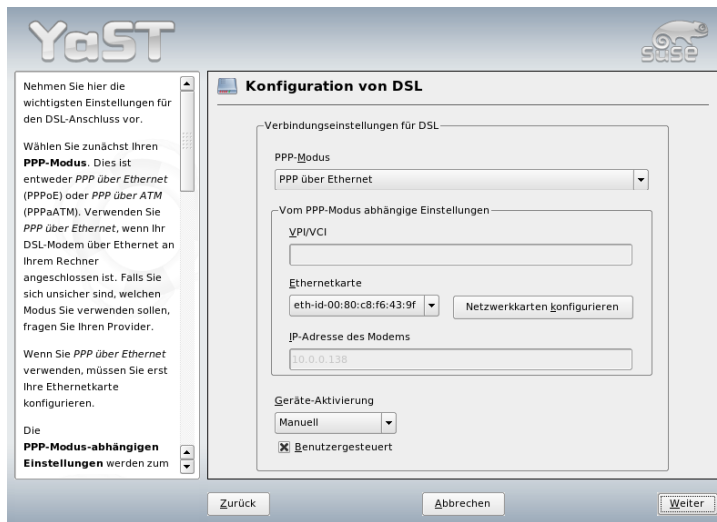 YaST
suse
Nehmen Sie hier die
wichtigsten Einstellungen für
den DSL-Anschluss vor.
Wählen Sie zunächst Ihren
PPP-Modus. Dies ist
entweder PPP über Ethernet
(PPPoE) oder PPP über ATM
(PPPaATM). Verwenden Sie
PPP über Ethernet, wenn Ihr
DSL-Modem über Ethernet an
Ihrem Rechner
angeschlossen ist. Falls Sie
sich unsicher sind, welchen
Modus Sie verwenden sollen,
fragen Sie Ihren Provider.
Wenn Sie PPP über Ethernet
verwenden, müssen Sie erst
Ihre Ethernetkarte
konfigurieren.
Die
PPP-Modus-abhängigen
Einstellungen werden zum
Konfiguration von DSL
Verbindungseinstellungen für DSL
PPP-Modus
PPP über Ethernet
Vom PPP-Modus abhängige Einstellungen
VPI/VCI
Ethernetkarte
eth-id-00:80:c8:f6:43:9f
Netzwerkkarten konfigurieren
IP-Adresse des Modems
10.0.0.138
Geräte-Aktivierung
Manuell
Benutzergesteuert
Zurück
Abbrechen
Weiter